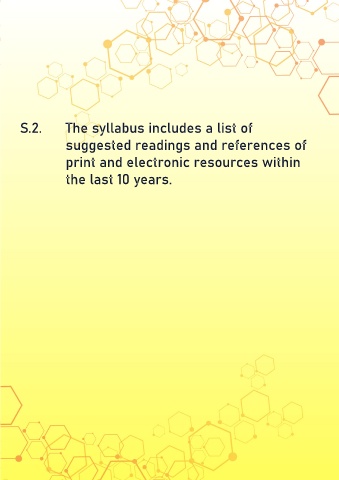 S.2. The syllabus includes a list of
suggested readings and references of
print and electronic resources within
the last 10 years.